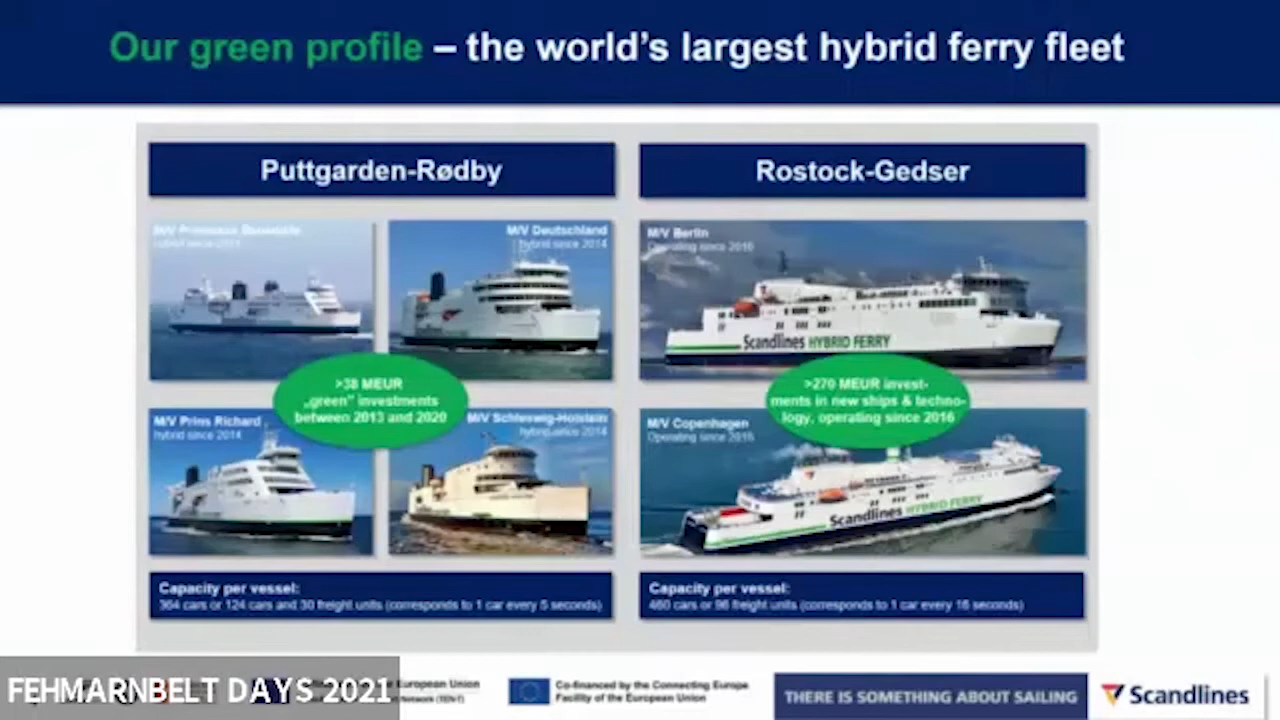 Our green profile – the world's largest hybrid ferry fleet
Puttgarden-Rødby
Rostock-Gedser
M/V
hybrid since
M/V Deutschland
hybrid since 2014
M/V Berlin
Operating since 2016
>38 MEUR
„green" investments
between 2013 and 2020
>270 MEUR invest-
ments in new ships & techno-
logy, operating since 2016
M/V Prins Richard
hybrid since 2014
M/V Schleswig-Holstein
hybrid since 2014
M/V Copenhagen
Operating since 2016
Scandlines HYBRID FERRY
Scandlines HYBRID FERRY
Capacity per vessel:
364 cars or 124 cars and 30 freight units (corresponds to 1 car every 5 seconds)
Capacity per vessel:
460 cars or 96 freight units (corresponds to 1 car every 16 seconds)
FEHMARNBELT DAYS 2021
European Union
Co-financed by the Connecting Europe
Facility of the European Union
THERE IS SOMETHING ABOUT SAILING
Scandlines